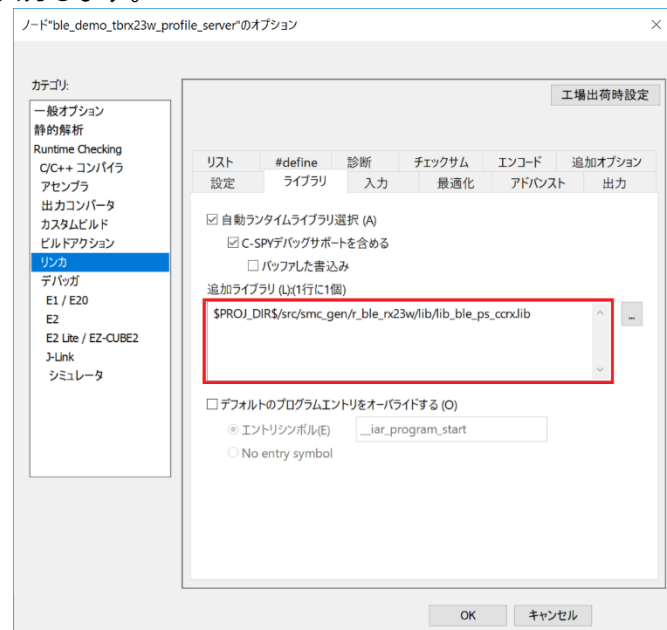 ノード"ble_demo_tbrx23w_profile_server"のオプション
カテゴリ:
一般オプション
静的解析
Runtime Checking
C/C++ コンパイラ
アセンブラ
出力コンバータ
カスタムビルド
ビルドアクション
リンカ
デバッガ
E1 / E20
E2
E2 Lite / EZ-CUBE2
J-Link
シミュレータ
工場出荷時設定
リスト #define 診断 チェックサム エンコード 追加オプション
設定 ライブラリ 入力 最適化 アドバンスト 出力
自動ランタイムライブラリ選択 (A)
C-SPYデバッグサポートを含める
バッファした書込み
追加ライブラリ (L):(1行に1個)
$PROJ_DIR$/src/smc_gen/r_ble_rx23w/lib/lib_ble_ps_ccrx.lib
...
デフォルトのプログラムエントリをオーバライドする (O)
エントリシンボル(E) __iar_program_start
No entry symbol
OK キャンセル